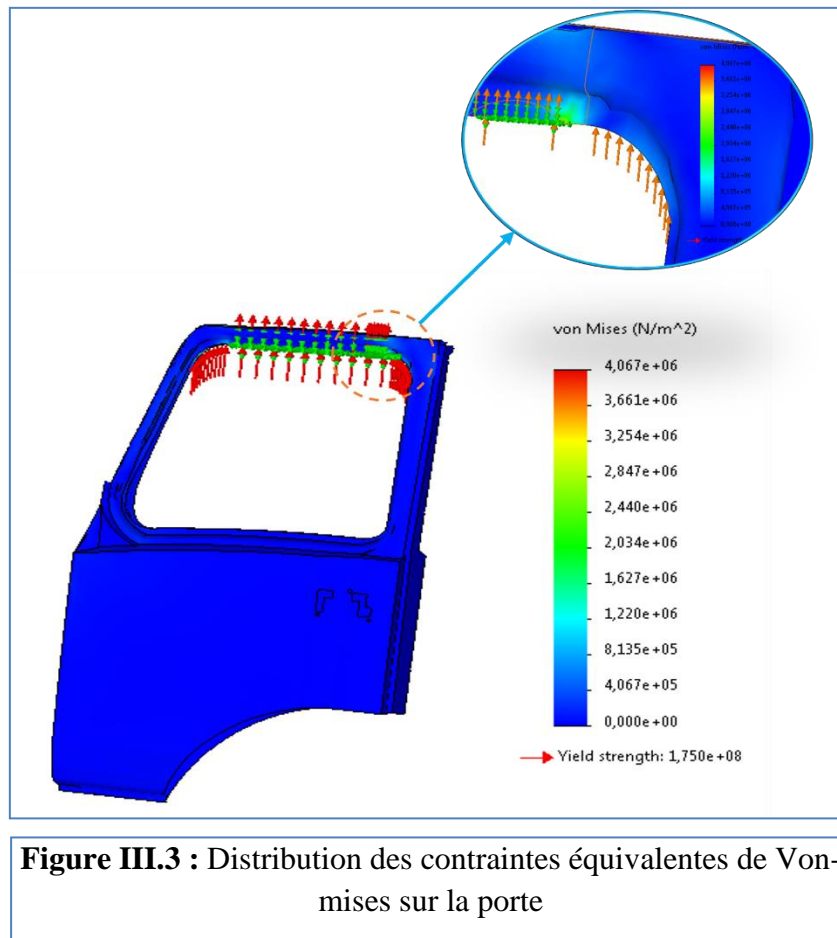 von Mises (N/m^2)
4,067e+06
3,661e+06
3,254e+06
2,847e+06
2,440e+06
2,034e+06
1,627e+06
1,220e+06
8,135e+05
4,067e+05
0,000e+00
Yield strength: 1,750e+08
Figure III.3 : Distribution des contraintes équivalentes de Von-
mises sur la porte